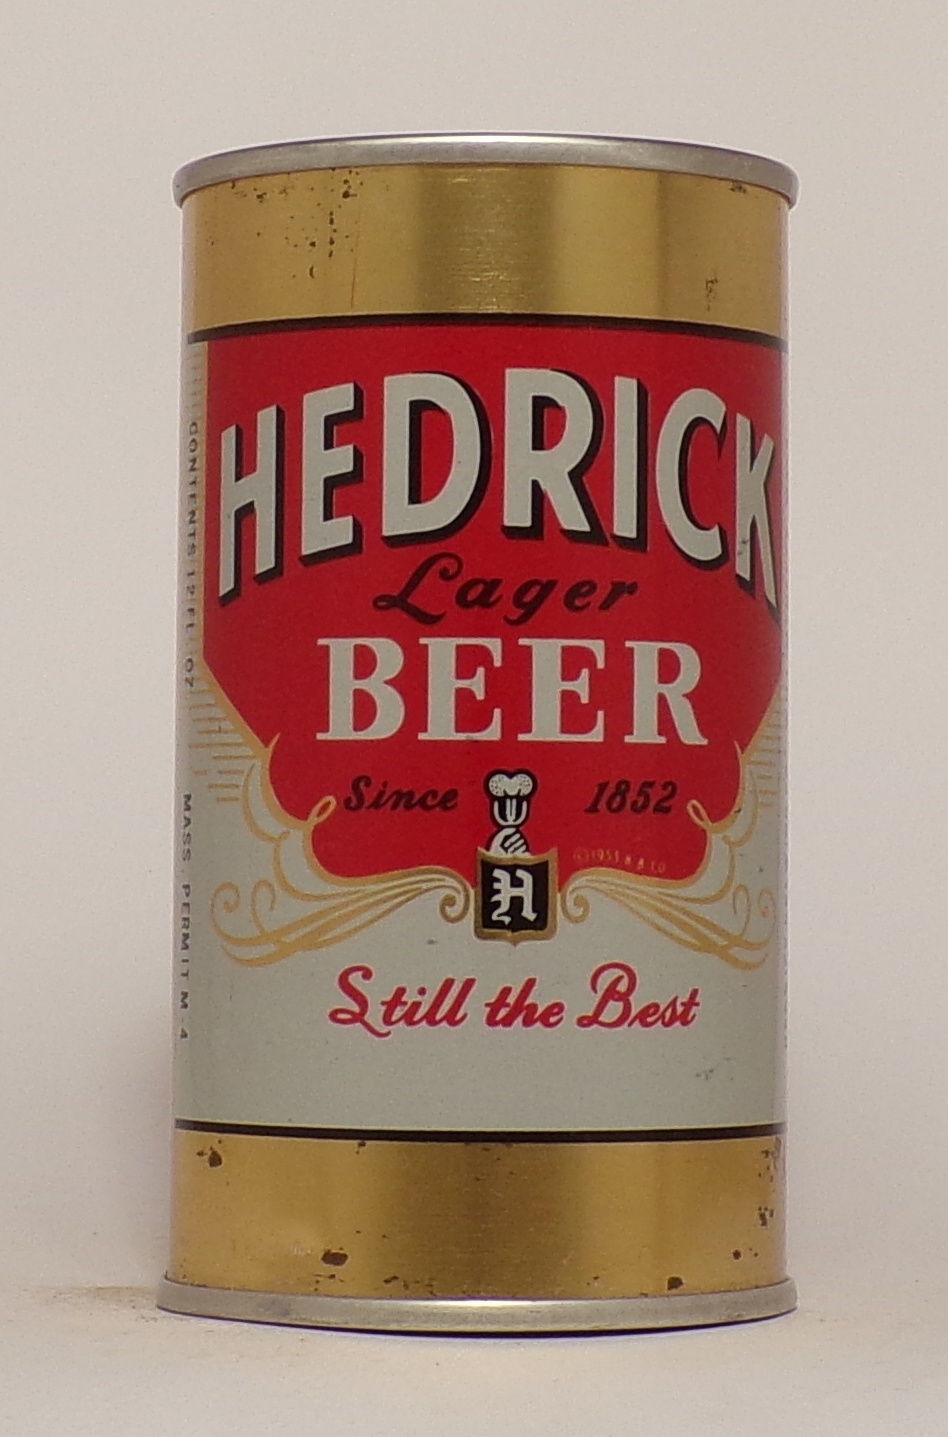 HEDRICK
Lager
BEER
Since 1852
H
Still the Best
CONTENTS 12 FL. OZ
MASS. PERMIT M-4